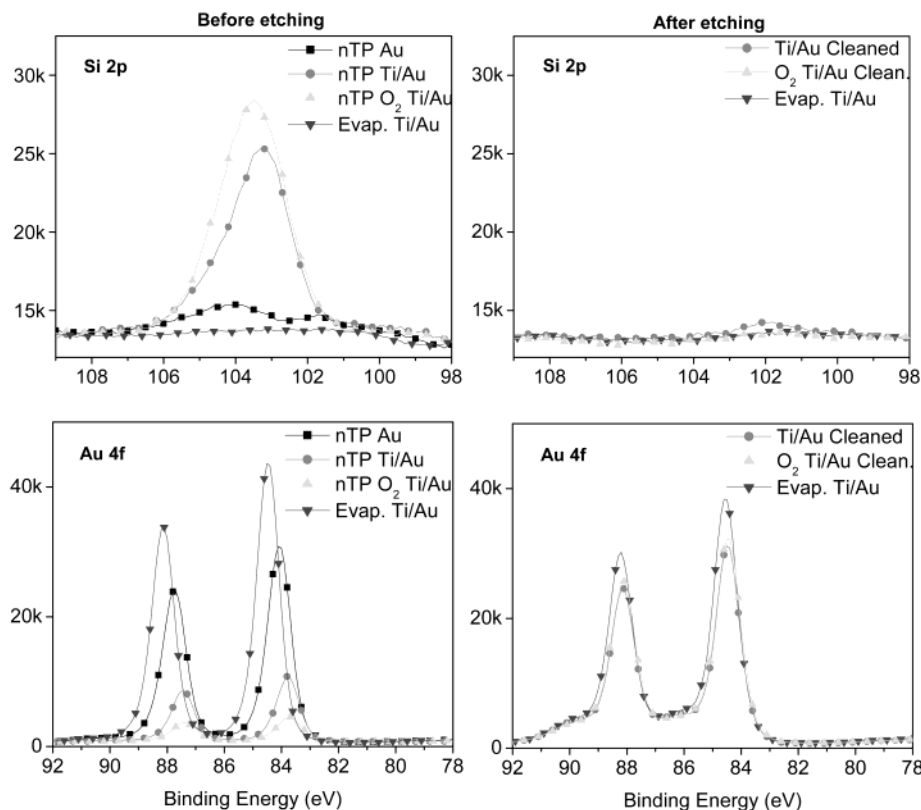 Before etching
Si 2p
nTP Au
nTP Ti/Au
nTP O2 Ti/Au
Evap. Ti/Au
30k
25k
20k
15k
108 106 104 102 100 98
After etching
Si 2p
Ti/Au Cleaned
O2 Ti/Au Clean.
Evap. Ti/Au
30k
25k
20k
15k
108 106 104 102 100 98
Au 4f
nTP Au
nTP Ti/Au
nTP O2 Ti/Au
Evap. Ti/Au
40k
20k
0
92 90 88 86 84 82 80 78
Binding Energy (eV)
Au 4f
Ti/Au Cleaned
O2 Ti/Au Clean.
Evap. Ti/Au
40k
20k
0
92 90 88 86 84 82 80 78
Binding Energy (eV)